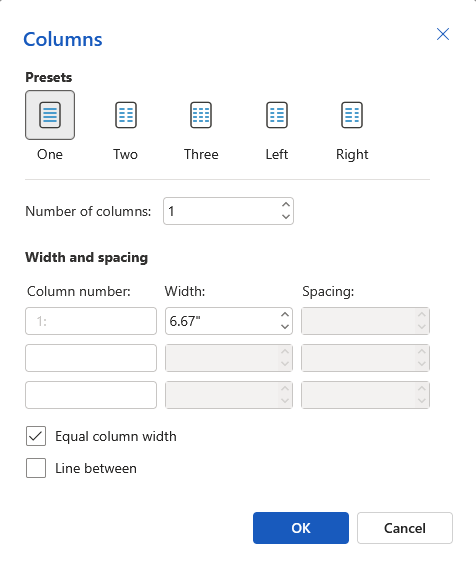 Columns
Presets
One Two Three Left Right
Number of columns: 1
Width and spacing
Column number: Width: Spacing:
1: 6.67"
Equal column width
Line between
OK Cancel